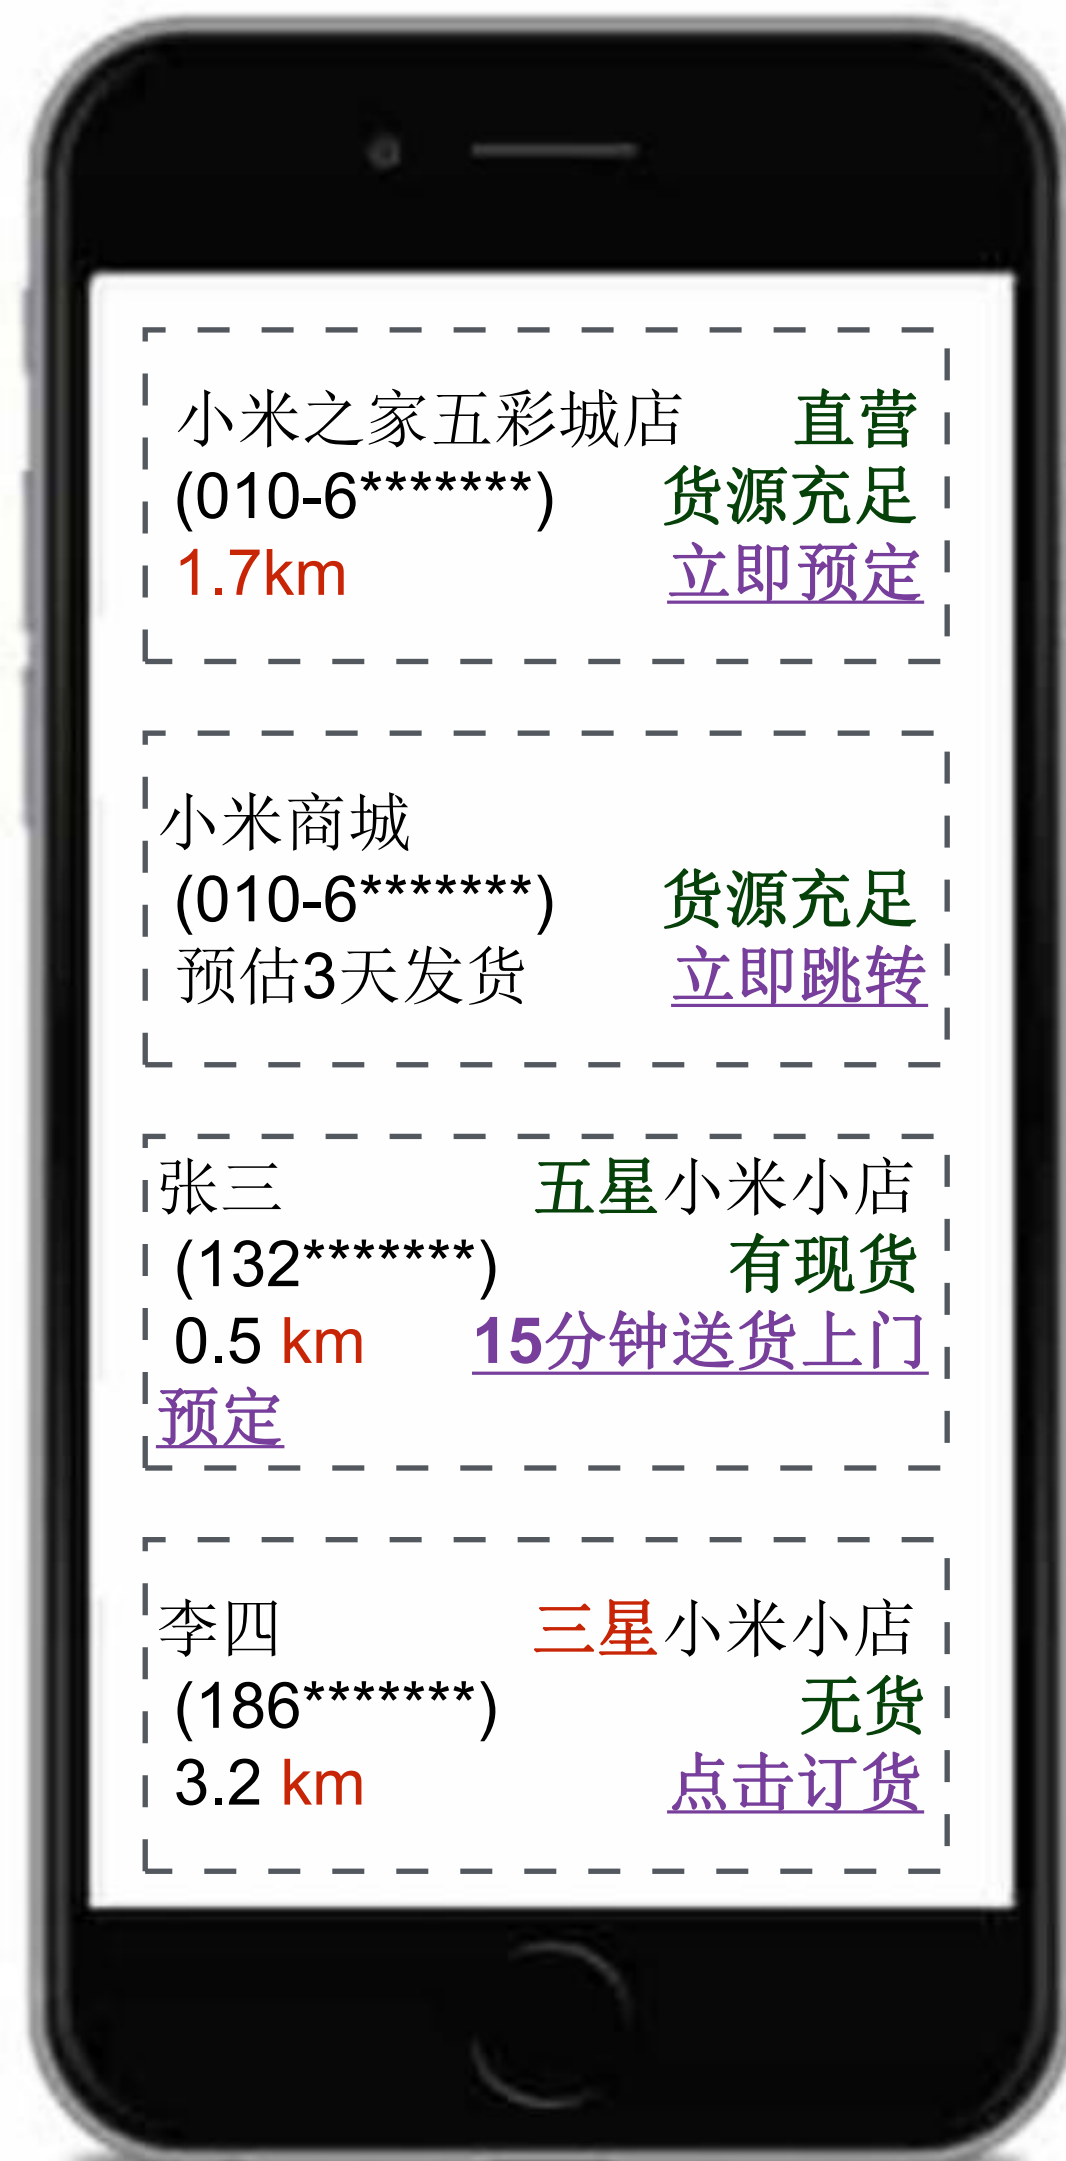 小米之家五彩城店 直营
(010-6*******) 货源充足
1.7km 立即预定
小米商城
(010-6*******) 货源充足
预估3天发货 立即跳转
张三 五星小米小店
(132*******) 有现货
0.5 km 15分钟送货上门
预定
李四 三星小米小店
(186*******) 无货
3.2 km 点击订货